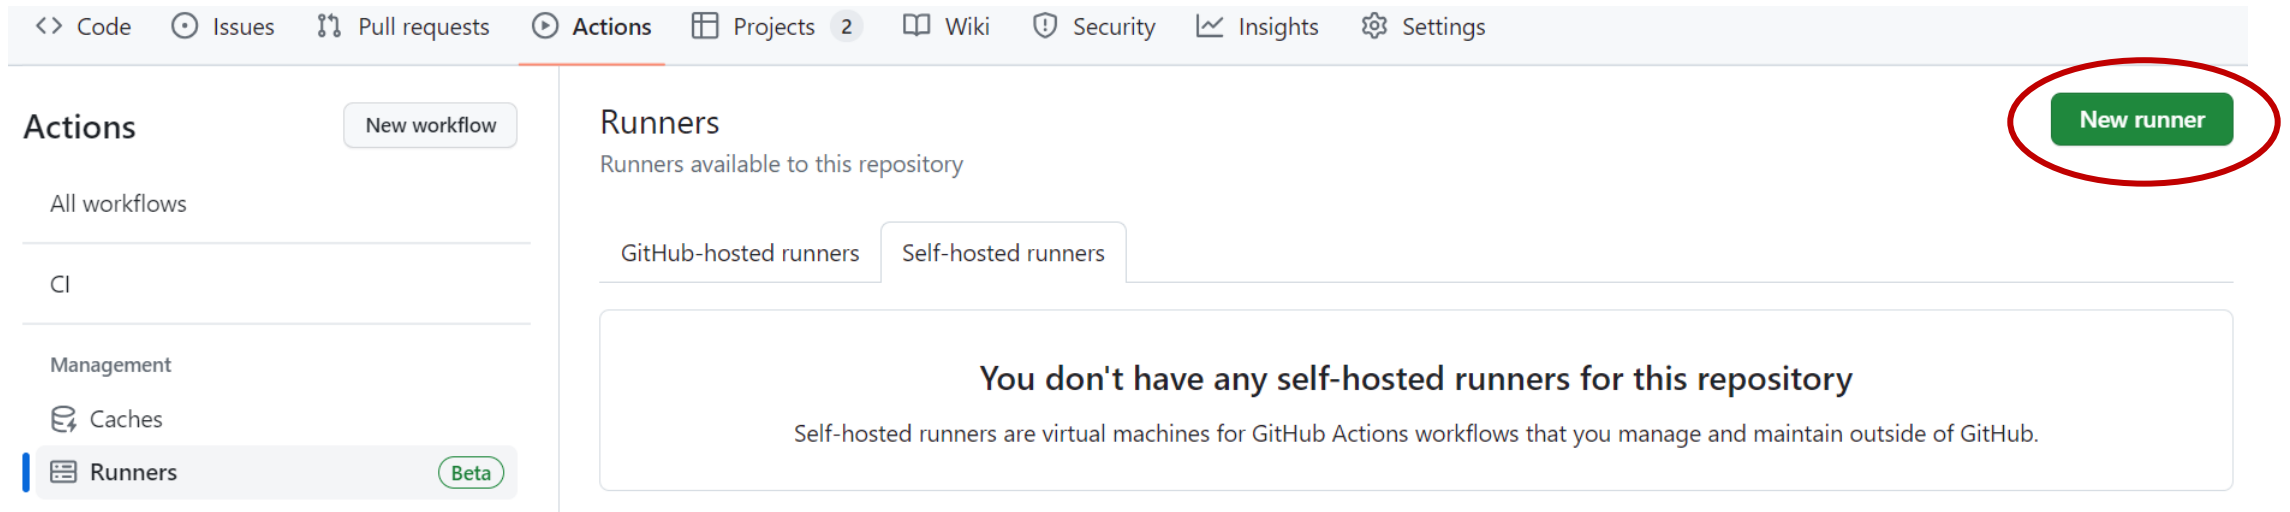 Code Issues Pull requests Actions Projects 2 Wiki Security Insights Settings
Actions
New workflow
All workflows
CI
Management
Caches
Runners Beta
Runners
New runner
Runners available to this repository
GitHub-hosted runners Self-hosted runners
You don't have any self-hosted runners for this repository
Self-hosted runners are virtual machines for GitHub Actions workflows that you manage and maintain outside of GitHub.